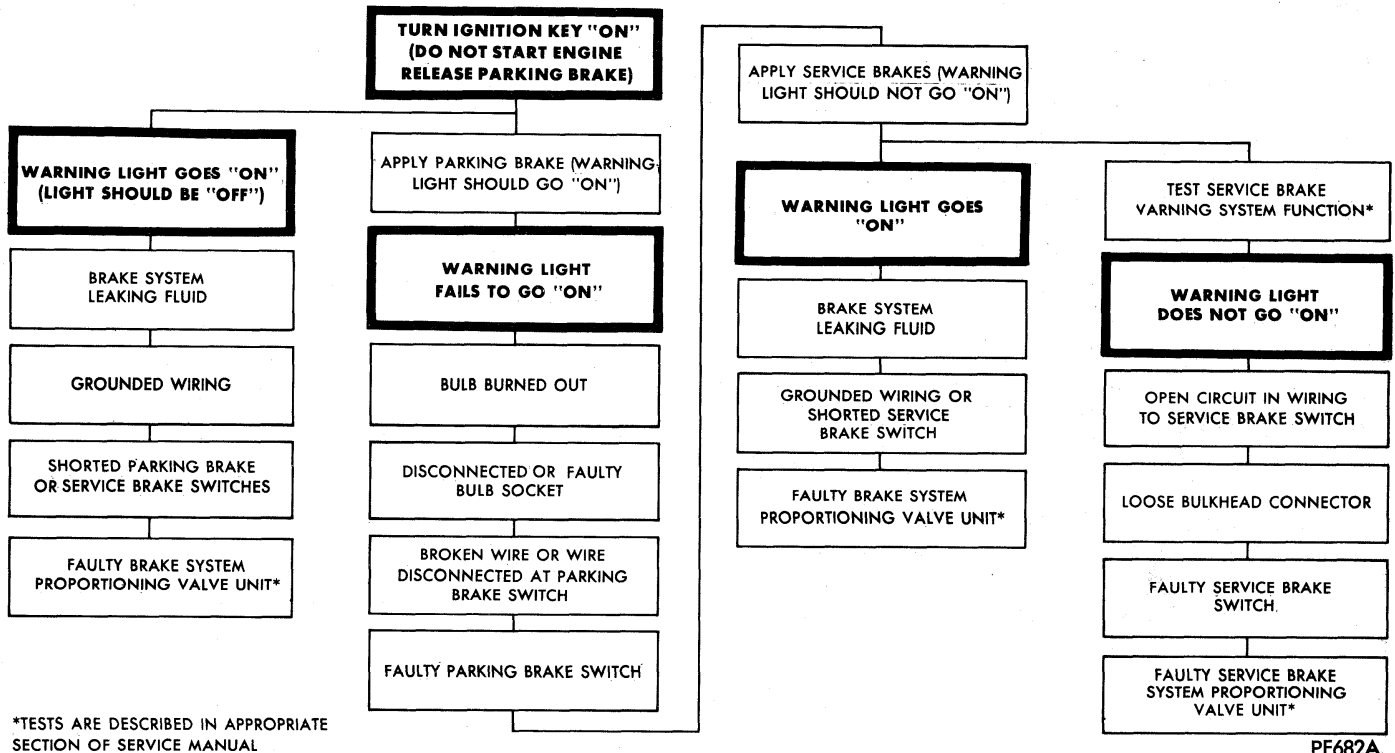 TURN IGNITION KEY "ON"
(DO NOT START ENGINE
RELEASE PARKING BRAKE)
WARNING LIGHT GOES "ON"
(LIGHT SHOULD BE "OFF")
BRAKE SYSTEM
LEAKING FLUID
GROUNDED WIRING
SHORTED PARKING BRAKE
OR SERVICE BRAKE SWITCHES
FAULTY BRAKE SYSTEM
PROPORTIONING VALVE UNIT*
APPLY PARKING BRAKE (WARNING
LIGHT SHOULD GO "ON")
WARNING LIGHT
FAILS TO GO "ON"
BULB BURNED OUT
DISCONNECTED OR FAULTY
BULB SOCKET
BROKEN WIRE OR WIRE
DISCONNECTED AT PARKING
BRAKE SWITCH
FAULTY PARKING BRAKE SWITCH
APPLY SERVICE BRAKES (WARNING
LIGHT SHOULD NOT GO "ON")
WARNING LIGHT GOES
"ON"
BRAKE SYSTEM
LEAKING FLUID
GROUNDED WIRING OR
SHORTED SERVICE
BRAKE SWITCH
FAULTY BRAKE SYSTEM
PROPORTIONING VALVE UNIT*
TEST SERVICE BRAKE
VARNING SYSTEM FUNCTION*
WARNING LIGHT
DOES NOT GO "ON"
OPEN CIRCUIT IN WIRING
TO SERVICE BRAKE SWITCH
LOOSE BULKHEAD CONNECTOR
FAULTY SERVICE BRAKE
SWITCH.
FAULTY SERVICE BRAKE
SYSTEM PROPORTIONING
VALVE UNIT*
*TESTS ARE DESCRIBED IN APPROPRIATE
SECTION OF SERVICE MANUAL
PF682A